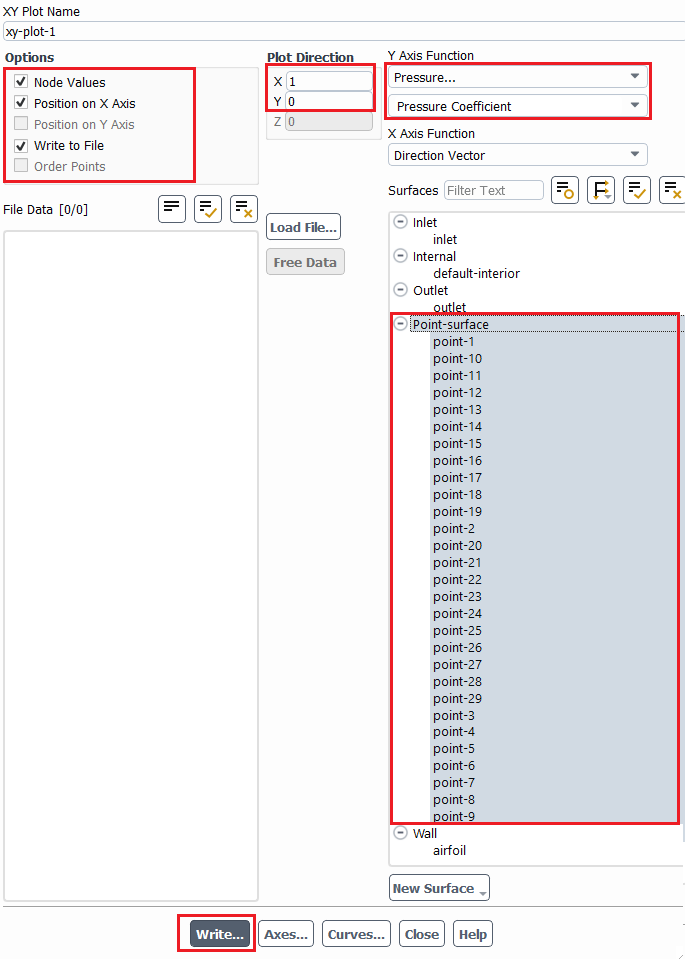 XY Plot Name
xy-plot-1
Options
Node Values
Position on X Axis
Position on Y Axis
Write to File
Order Points
Plot Direction
X 1
Y 0
Z 0
Y Axis Function
Pressure...
Pressure Coefficient
X Axis Function
Direction Vector
File Data [0/0]
Load File...
Free Data
Surfaces Filter Text
Inlet
inlet
Internal
default-interior
Outlet
outlet
Point-surface
point-1
point-10
point-11
point-12
point-13
point-14
point-15
point-16
point-17
point-18
point-19
point-2
point-20
point-21
point-22
point-23
point-24
point-25
point-26
point-27
point-28
point-29
point-3
point-4
point-5
point-6
point-7
point-8
point-9
Wall
airfoil
New Surface
Write... Axes... Curves... Close Help